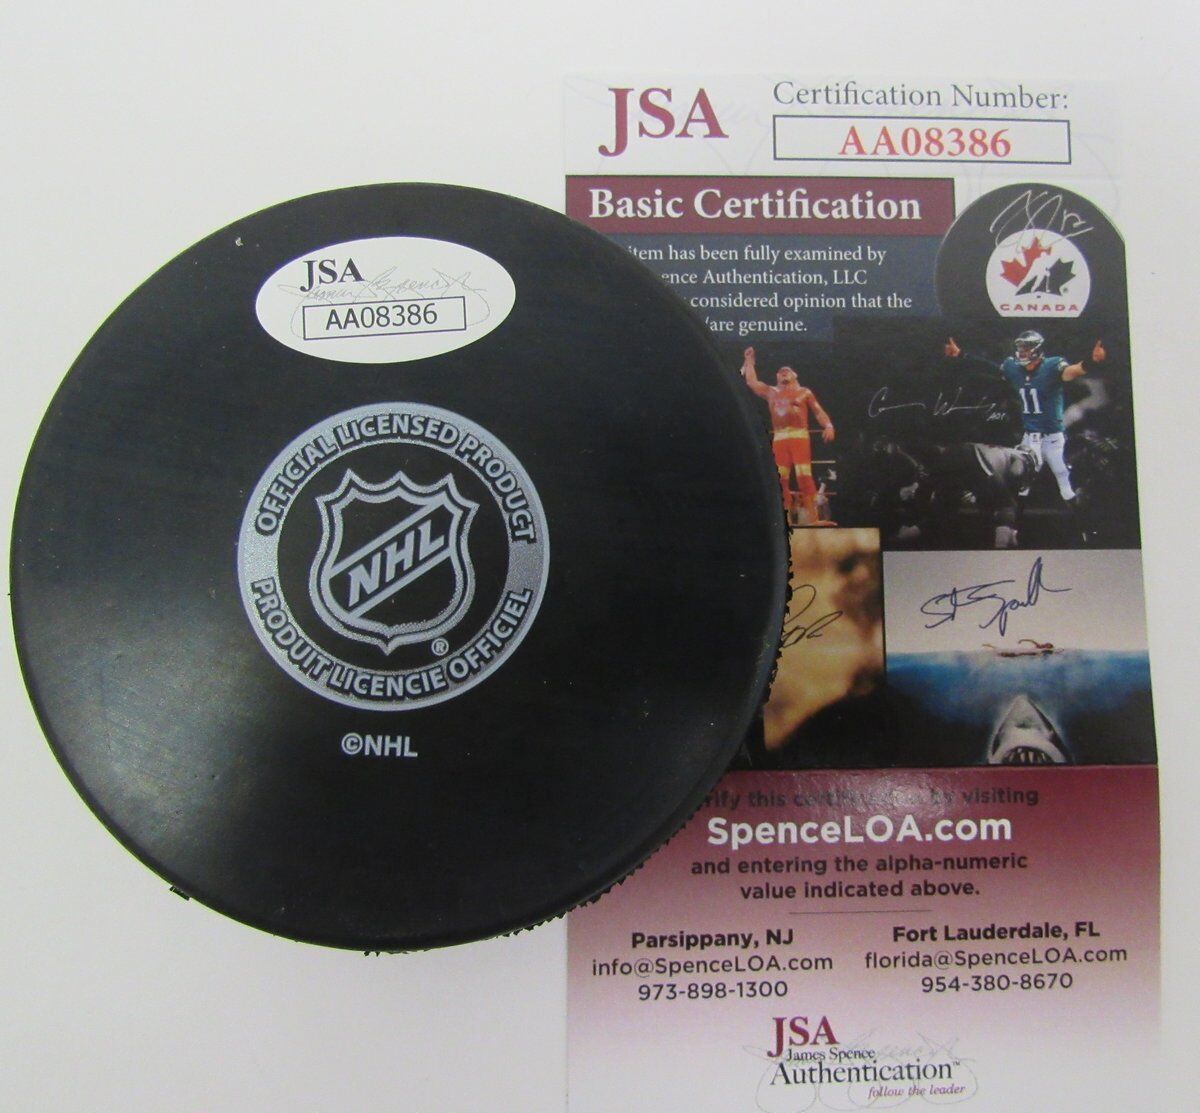 JSA
AA08386
OFFICIAL LICENSED PRODUCT
NHL
®
PRODUIT LICENCIE OFFICIEL
©NHL
JSA
Certification Number:
AA08386
Basic Certification
item has been fully examined by
ence Authentication, LLC
considered opinion that the
/are genuine.
CANADA
11
verify this certification by visiting
SpenceLOA.com
and entering the alpha-numeric
value indicated above.
Parsippany, NJ
info@SpenceLOA.com
973-898-1300
Fort Lauderdale, FL
florida@SpenceLOA.com
954-380-8670
JSA
James Spence
Authentication™
follow the leader